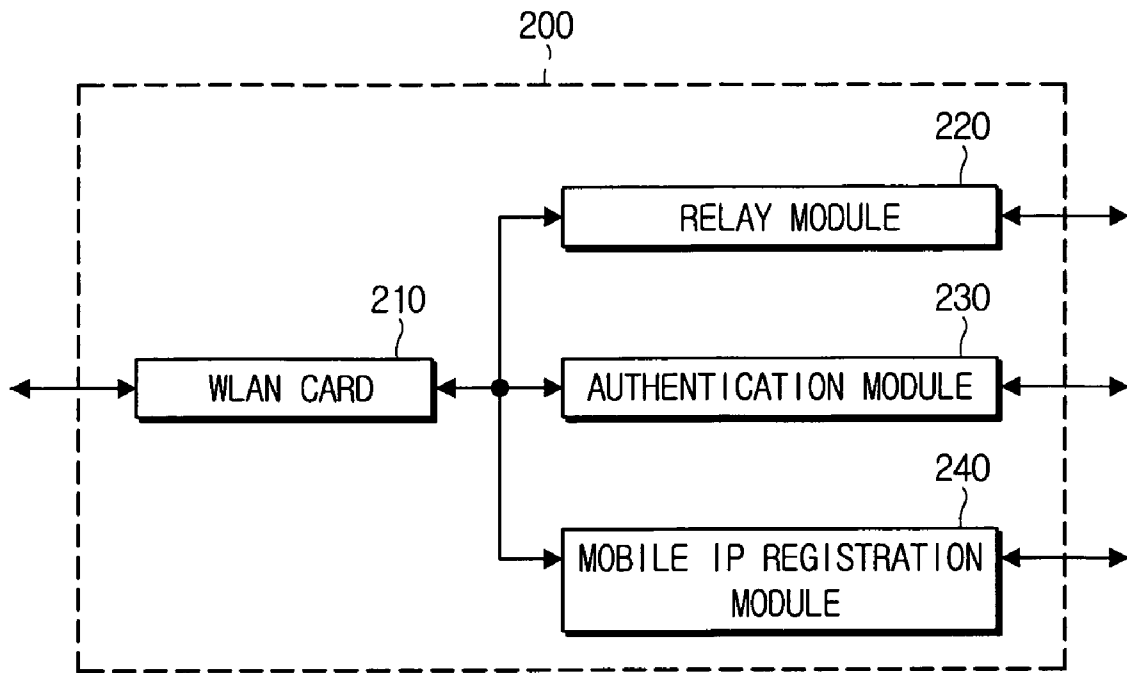 200
220
RELAY MODULE
210
230
WLAN CARD
AUTHENTICATION MODULE
240
MOBILE IP REGISTRATION
MODULE